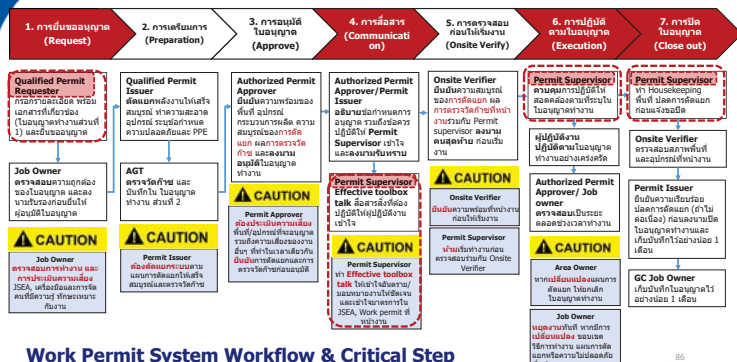 1. การยื่นขออนุญาต
(Request)
2. การเตรียมการ
(Preparation)
3. การอนุมัติ
ใบอนุญาต
(Approve)
4. การสื่อสาร
(Communicati
on)
5. การตรวจสอบ
ก่อนให้เริ่มงาน
(Onsite Verify)
6. การปฏิบัติ
ตามใบอนุญาต
(Execution)
7. การปิด
ใบอนุญาต
(Close out)
Qualified Permit
Requester
กรอกรายละเอียด พร้อม
เอกสารที่เกี่ยวข้อง
(ใบอนุญาตทำงานส่วนที่
1) และยื่นขออนุญาต
Job Owner
ตรวจสอบความถูกต้อง
ของใบอนุญาต และลง
นามรับรองก่อนยื่นให้
ผู้อนุมัติใบอนุญาต
CAUTION
Job Owner
ตรวจสอบการทำงาน และ
การประเมินความเสี่ยง
JSEA, เครื่องมือและการจัด
คนที่มีความรู้ ทักษะเหมาะ
กับงาน
Qualified Permit
Issuer
ตัดแยกพลังงานให้เสร็จ
สมบูรณ์ ทำความสะอาด
อุปกรณ์ ระบุข้อกำหนด
ความปลอดภัย และ PPE
AGT
ตรวจวัดก๊าซ และ
บันทึกใน ใบอนุญาต
ทำงาน ส่วนที่ 2
CAUTION
Permit Issuer
ต้องตัดแยกระบบตาม
แผนการตัดแยกให้เสร็จ
สมบูรณ์และตรวจวัดก๊าซ
Authorized Permit
Approver
ยืนยันความพร้อมของ
พื้นที่ อุปกรณ์
กระบวนการผลิต ความ
สมบูรณ์ของการตัด
แยก ผลการตรวจวัด
ก๊าซ และลงนาม
อนุมัติใบอนุญาต
ทำงาน
CAUTION
Permit Approver
ต้องประเมินความเสี่ยง
พื้นที่/อุปกรณ์ที่จะอนุญาต
รวมถึงความเสี่ยงของงาน
อื่นๆ ที่ทำในเวลาเดียวกัน
ยืนยันการตัดแยกและการ
ตรวจวัดก๊าซก่อนอนุมัติ
Authorized Permit
Approver/Permit
Issuer
อธิบายข้อกำหนดการ
อนุญาต รวมถึงข้อควร
ปฏิบัติให้ Permit
Supervisor เข้าใจ
และลงนามรับทราบ
Permit Supervisor
Effective toolbox
talk สื่อสารสิ่งที่ต้อง
ปฏิบัติให้ผู้ปฏิบัติงาน
เข้าใจ
CAUTION
Permit Supervisor
ทำ Effective toolbox
talk ให้เข้าใจอันตราย/
มอบหมายงานให้ชัดเจน
และเข้าใจมาตรการใน
JSEA, Work permit ที่
หน้างาน
Onsite Verifier
ยืนยันความสมบูรณ์
ของการตัดแยก ผล
การตรวจวัดก๊าซที่หน้า
งานร่วมกับ Permit
supervisor ลงนาม
คนสุดท้าย ก่อนเริ่ม
งาน
CAUTION
Onsite Verifier
ยืนยันความพร้อมที่หน้างาน
ก่อนให้เริ่มงาน
Permit Supervisor
ห้ามเริ่มทำงานก่อน
ตรวจสอบร่วมกับ Onsite
Verifier
Permit Supervisor
ควบคุมการปฏิบัติให้
สอดคล้องตามที่ระบุใน
ใบอนุญาตทำงาน
ผู้ปฏิบัติงาน
ปฏิบัติตามใบอนุญาต
ทำงานอย่างเคร่งครัด
Authorized Permit
Approver/ Job
owner
ตรวจสอบเป็นระยะ
ตลอดช่วงเวลาทำงาน
CAUTION
Area Owner
หากเปลี่ยนแปลงแผนการ
ตัดแยก ให้ยกเลิก
ใบอนุญาตทำงาน
Job Owner
หยุดงานทันที หากมีการ
เปลี่ยนแปลง ขอบเขต
วิธีการทำงาน แผนการตัด
แยกหรือความไม่ปลอดภัย
Permit Supervisor
ทำ Housekeeping
พื้นที่ ปลดการตัดแยก
ก่อนแจ้งขอปิด
Onsite Verifier
ตรวจสอบสภาพพื้นที่
และอุปกรณ์ที่หน้างาน
Permit Issuer
ยืนยันความเรียบร้อย
ปลดการตัดแยก (ถ้าไม่
ต่อเนื่อง) ก่อนลงนามปิด
ใบอนุญาตทำงานและ
เก็บบันทึกไว้อย่างน้อย 1
เดือน
GC Job Owner
เก็บบันทึกใบอนุญาตไว้
อย่างน้อย 1 เดือน
Work Permit System Workflow & Critical Step
86